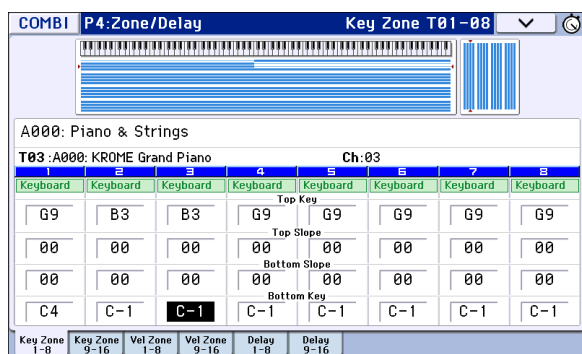 COMBI P4:Zone/Delay Key Zone T01-08
A000: Piano & Strings
T03 :A000: KROME Grand Piano Ch:03
1 2 3 4 5 6 7 8
Keyboard Keyboard Keyboard Keyboard Keyboard Keyboard Keyboard Keyboard
Top Key
G9 B3 B3 G9 G9 G9 G9 G9
Top Slope
00 00 00 00 00 00 00 00
Bottom Slope
00 00 00 00 00 00 00 00
Bottom Key
C4 C-1 C-1 C-1 C-1 C-1 C-1 C-1
Key Zone Key Zone Vel Zone Vel Zone Delay Delay
1-8 9-16 1-8 9-16 1-8 9-16